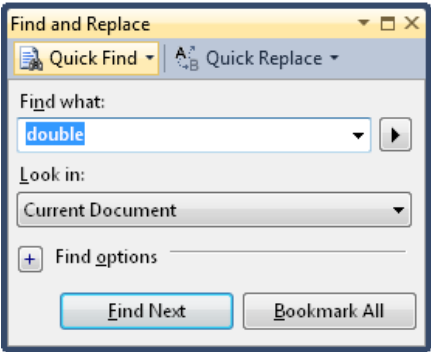 Find and Replace
Quick Find Quick Replace
Find what:
double
Look in:
Current Document
+ Find options
Find Next Bookmark All